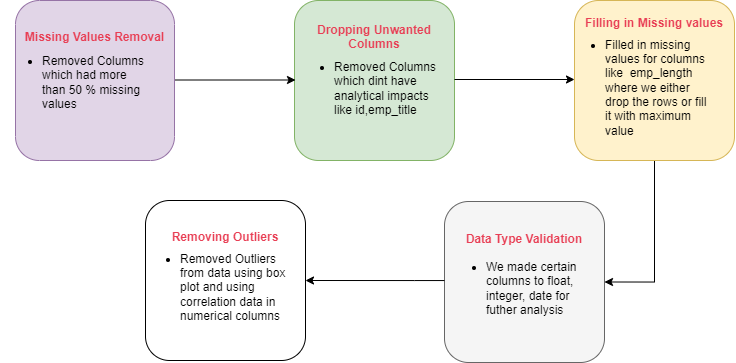 Missing Values Removal
• Removed Columns
which had more
than 50 % missing
values
Dropping Unwanted
Columns
• Removed Columns
which dint have
analytical impacts
like id,emp_title
Filling in Missing values
• Filled in missing
values for columns
like emp_length
where we either
drop the rows or fill
it with maximum
value
Data Type Validation
• We made certain
columns to float,
integer, date for
futher analysis
Removing Outliers
• Removed Outliers
from data using box
plot and using
correlation data in
numerical columns